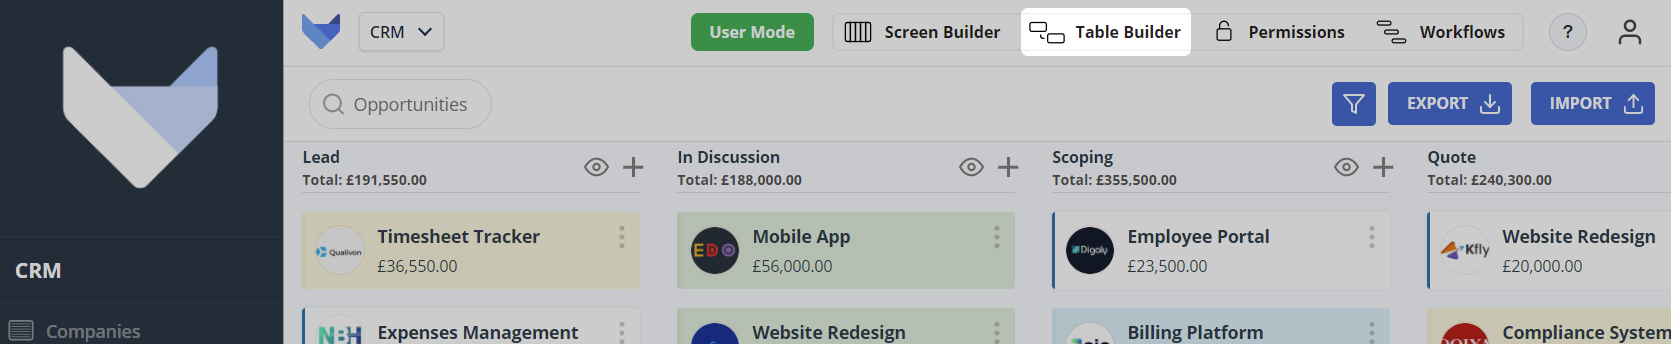 CRM
User Mode
Screen Builder
Table Builder
Permissions
Workflows
?
Opportunities
EXPORT
IMPORT
Lead
Total: £191,550.00
In Discussion
Total: £188,000.00
Scoping
Total: £355,500.00
Quote
Total: £240,300.00
Qualivon
Timesheet Tracker
£36,550.00
EDO
Mobile App
£56,000.00
Digaly
Employee Portal
£23,500.00
Kfly
Website Redesign
£20,000.00
CRM
Companies
NBH
Expenses Management
Website Redesign
Billing Platform
Compliance System